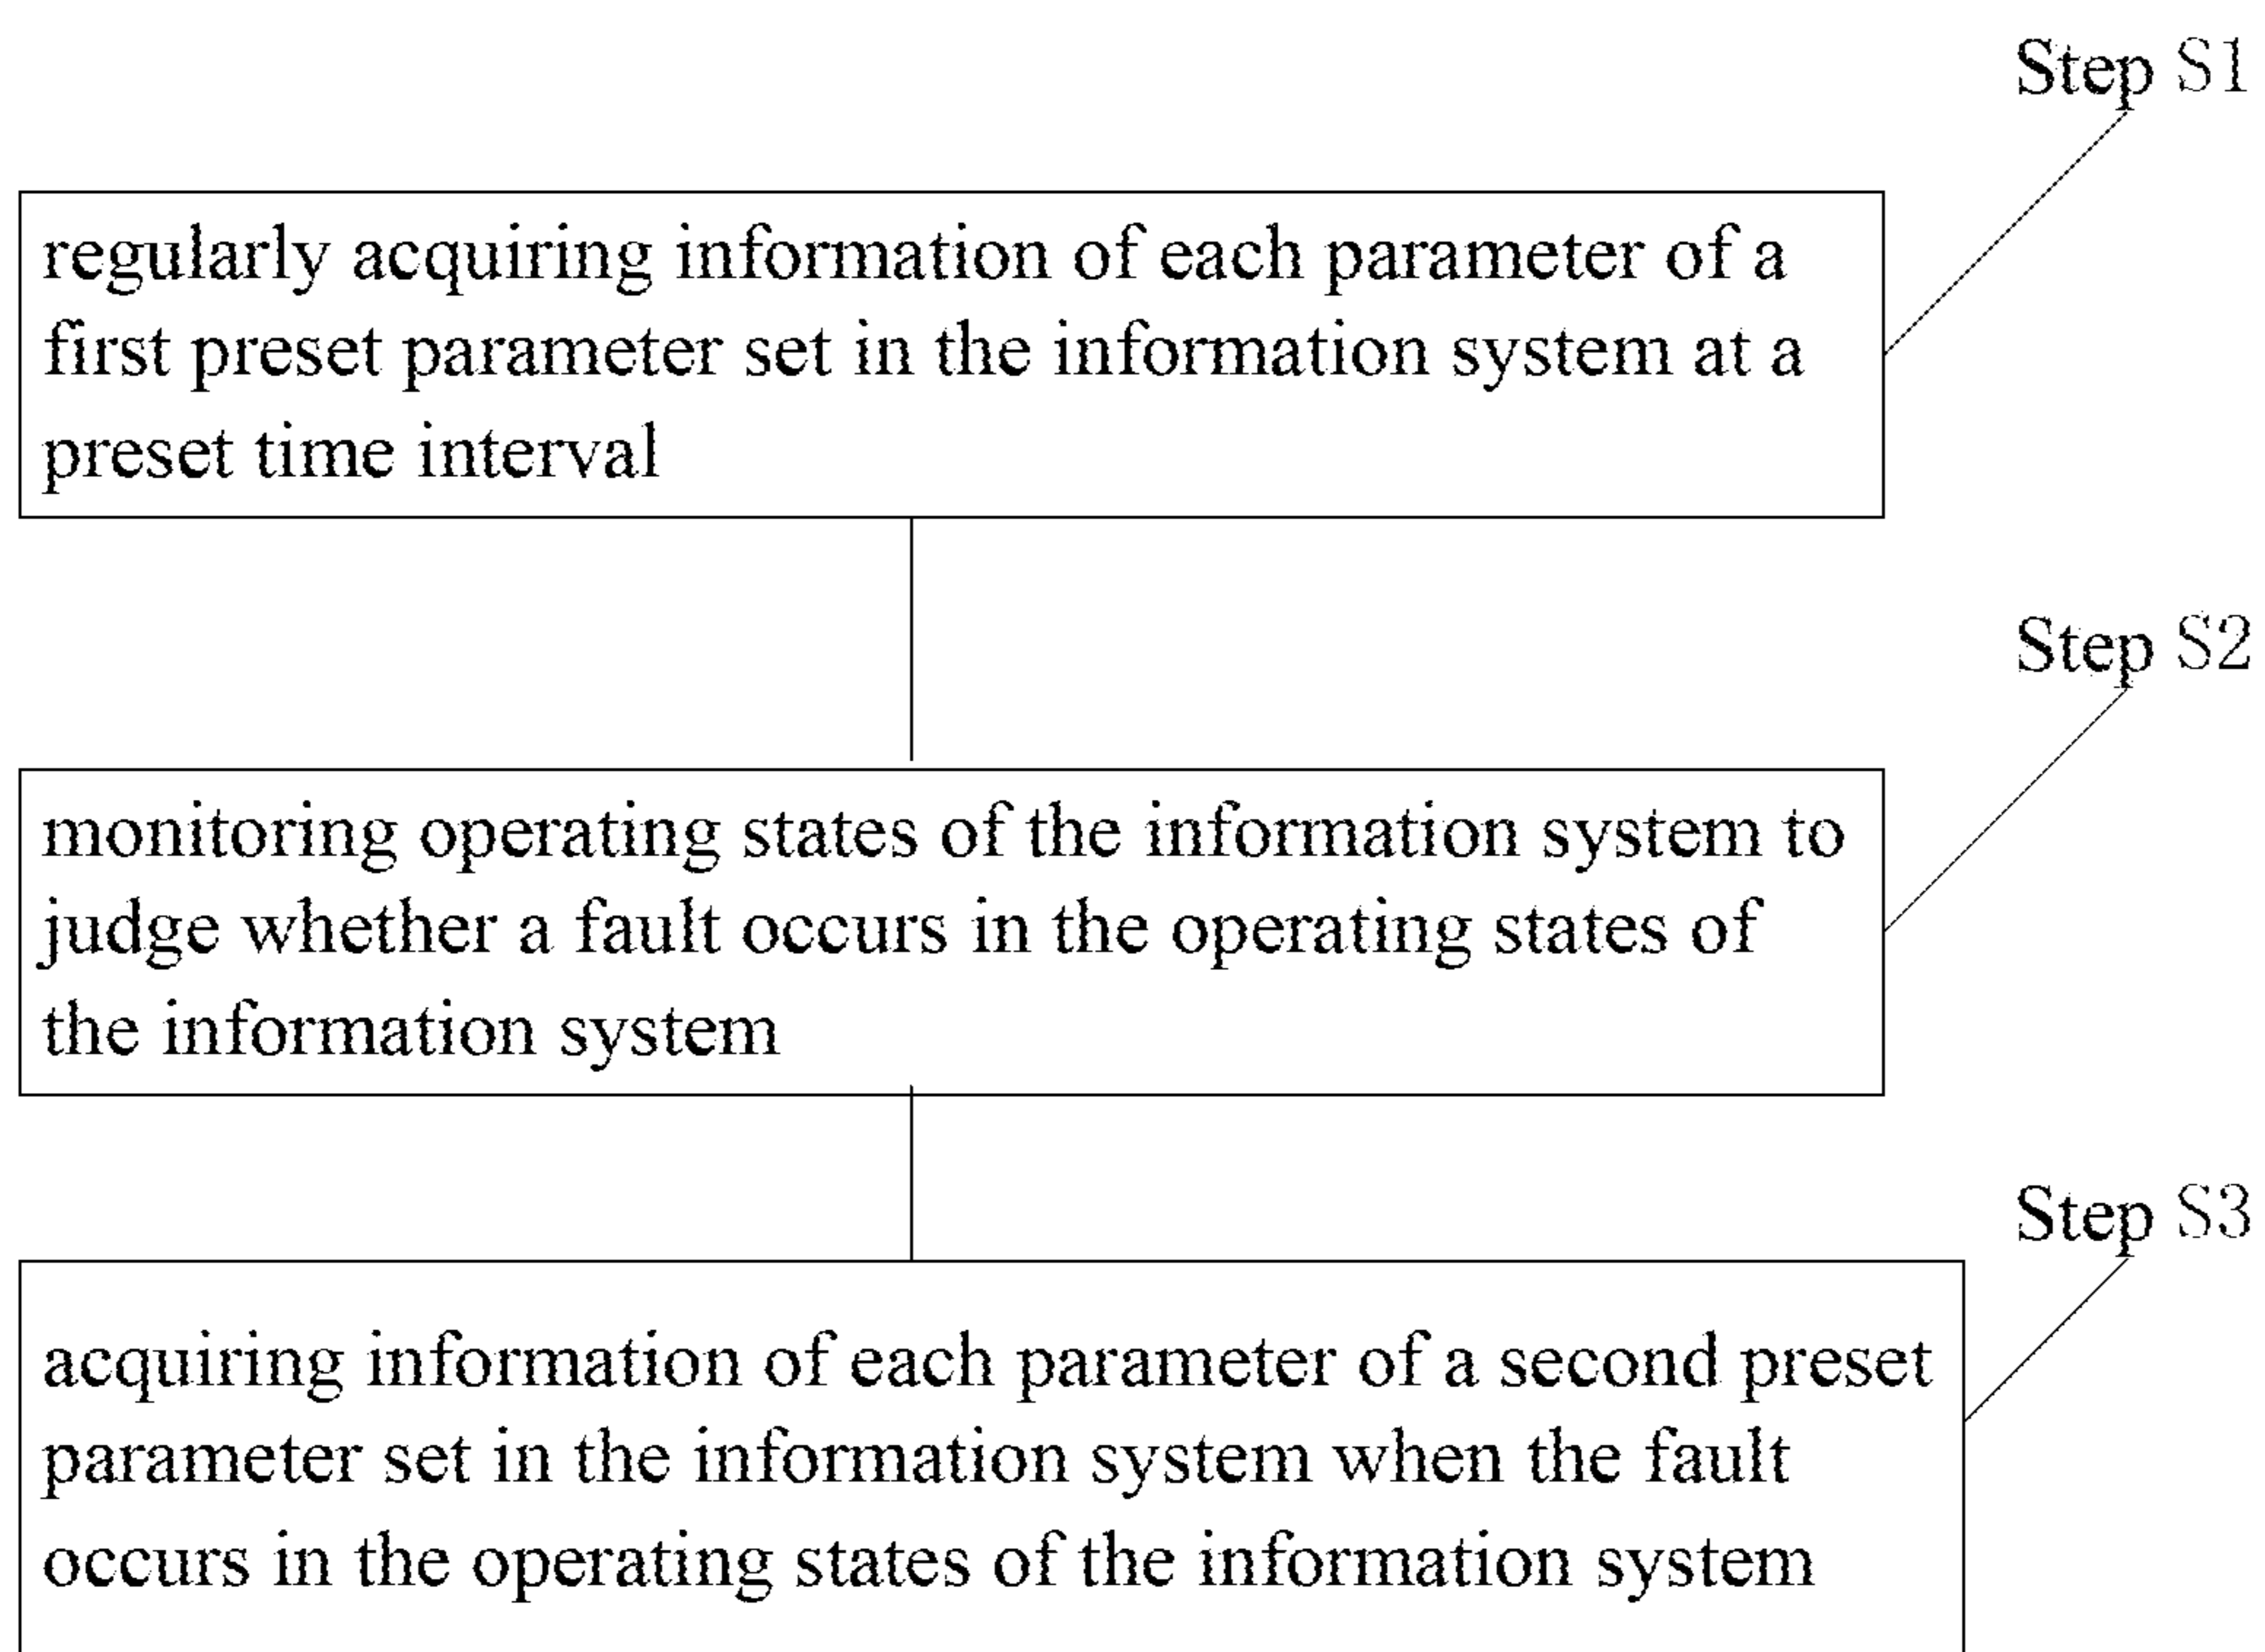 Step S1
regularly acquiring information of each parameter of a
first preset parameter set in the information system at a
preset time interval
Step S2
monitoring operating states of the information system to
judge whether a fault occurs in the operating states of
the information system
Step S3
acquiring information of each parameter of a second preset
parameter set in the information system when the fault
occurs in the operating states of the information system